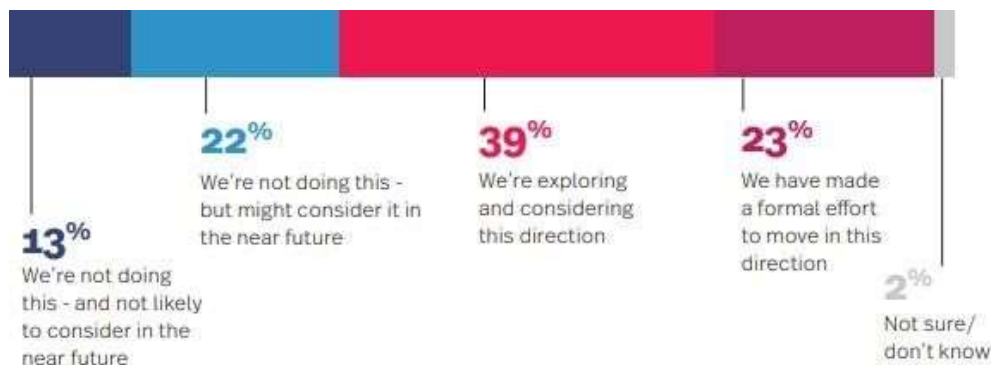 13%
We're not doing
this - and not likely
to consider in the
near future
22%
We're not doing this -
but might consider it in
the near future
39%
We're exploring
and considering
this direction
23%
We have made
a formal effort
to move in this
direction
2%
Not sure/
don't know